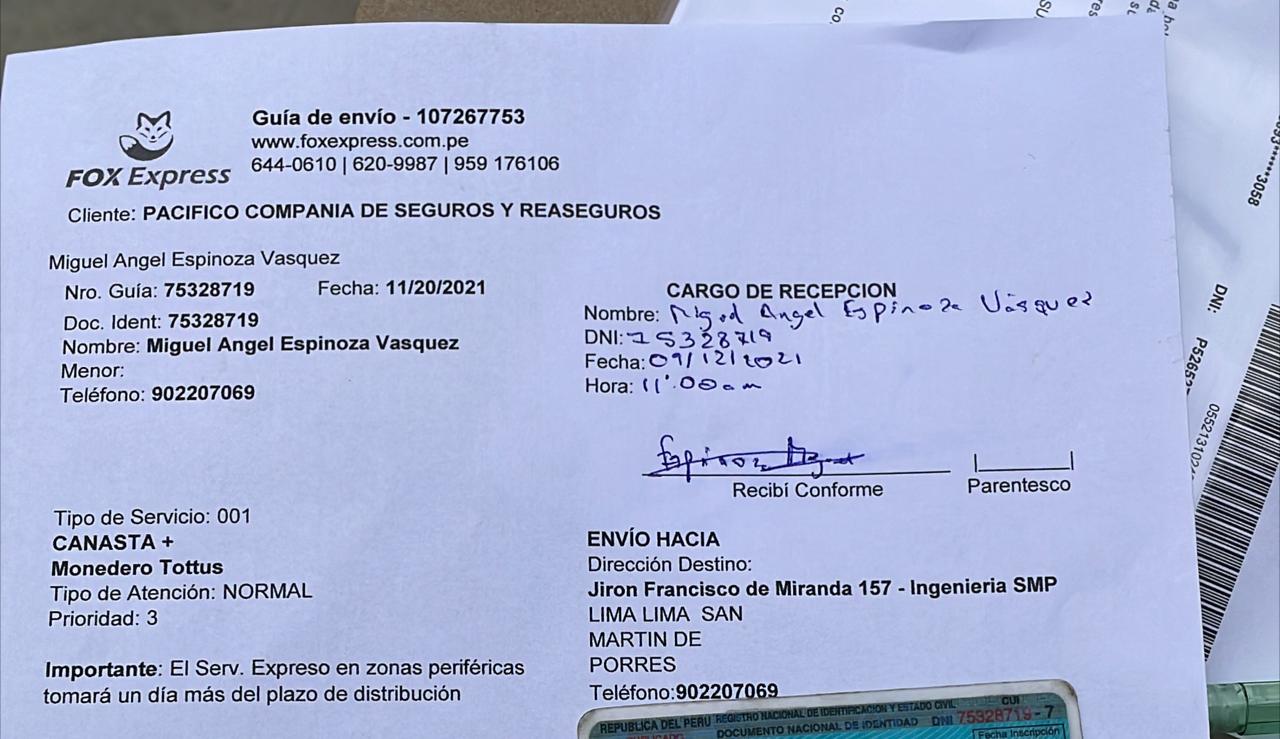 Guía de envío - 107267753
www.foxexpress.com.pe
644-0610 | 620-9987 | 959 176106
FOX Express
Cliente: PACIFICO COMPANIA DE SEGUROS Y REASEGUROS
Miguel Angel Espinoza Vasquez
Nro. Guía: 75328719 Fecha: 11/20/2021
Doc. Ident: 75328719
Nombre: Miguel Angel Espinoza Vasquez
Menor:
Teléfono: 902207069
CARGO DE RECEPCION
Nombre: Miguel Angel Espinoza Vásquez
DNI: 75328719
Fecha: 09/12/2021
Hora: 11:00am
Espinoza Miguel
Recibí Conforme
Parentesco
Tipo de Servicio: 001
CANASTA +
Monedero Tottus
Tipo de Atención: NORMAL
Prioridad: 3
Importante: El Serv. Expreso en zonas periféricas
tomará un día más del plazo de distribución
ENVÍO HACIA
Dirección Destino:
Jiron Francisco de Miranda 157 - Ingenieria SMP
LIMA LIMA SAN
MARTIN DE
PORRES
Teléfono:902207069
REPUBLICA DEL PERU REGISTRO NACIONAL DE IDENTIFICACION Y ESTADO CIVIL CUI
DOCUMENTO NACIONAL DE IDENTIDAD DNI 75328719 - 7
Fecha Inscripción
DNI: